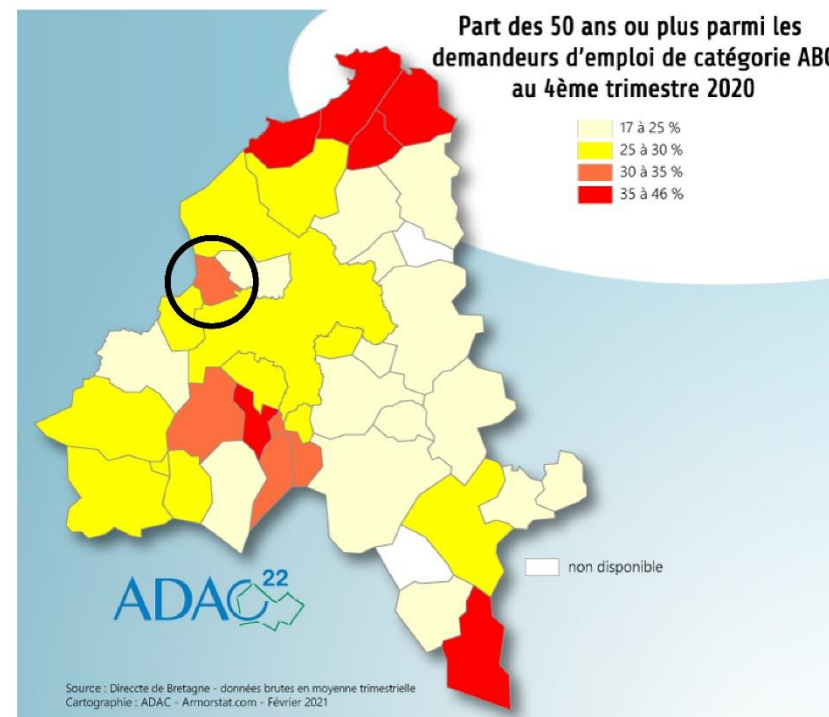 Part des 50 ans ou plus parmi les
demandeurs d'emploi de catégorie ABC
au 4ème trimestre 2020
17 à 25 %
25 à 30 %
30 à 35 %
35 à 46 %
non disponible
ADAC 22
Source : Direccte de Bretagne - données brutes en moyenne trimestrielle
Cartographie : ADAC - Armorstat.com - Février 2021